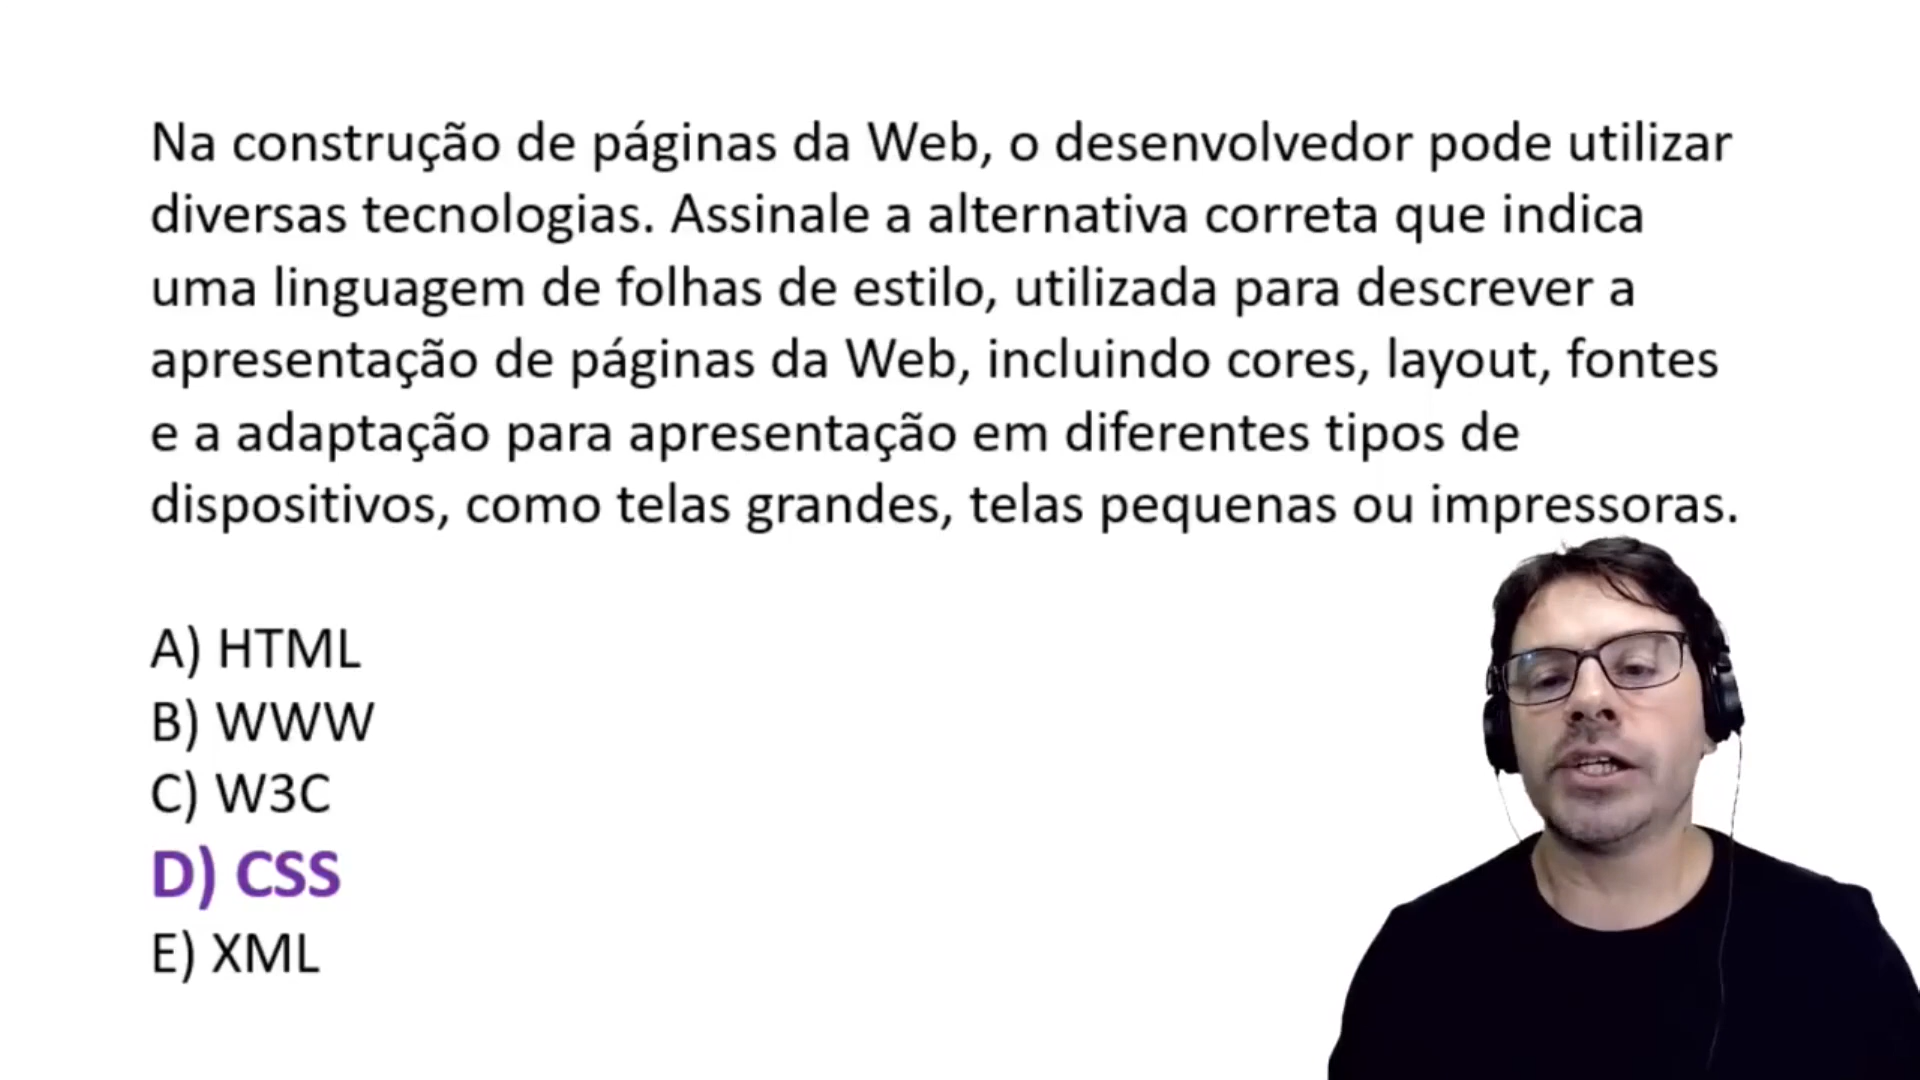 Na construção de páginas da Web, o desenvolvedor pode utilizar
diversas tecnologias. Assinale a alternativa correta que indica
uma linguagem de folhas de estilo, utilizada para descrever a
apresentação de páginas da Web, incluindo cores, layout, fontes
e a adaptação para apresentação em diferentes tipos de
dispositivos, como telas grandes, telas pequenas ou impressoras.
A) HTML
B) WWW
C) W3C
D) CSS
E) XML